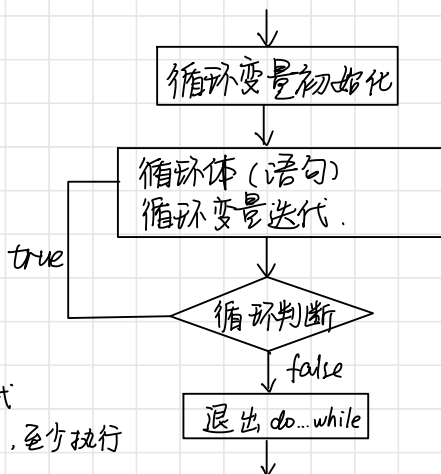 循环变量初始化
循环体(语句)
循环变量迭代.
true
循环判断
false
式
退出do...while
,至少执行